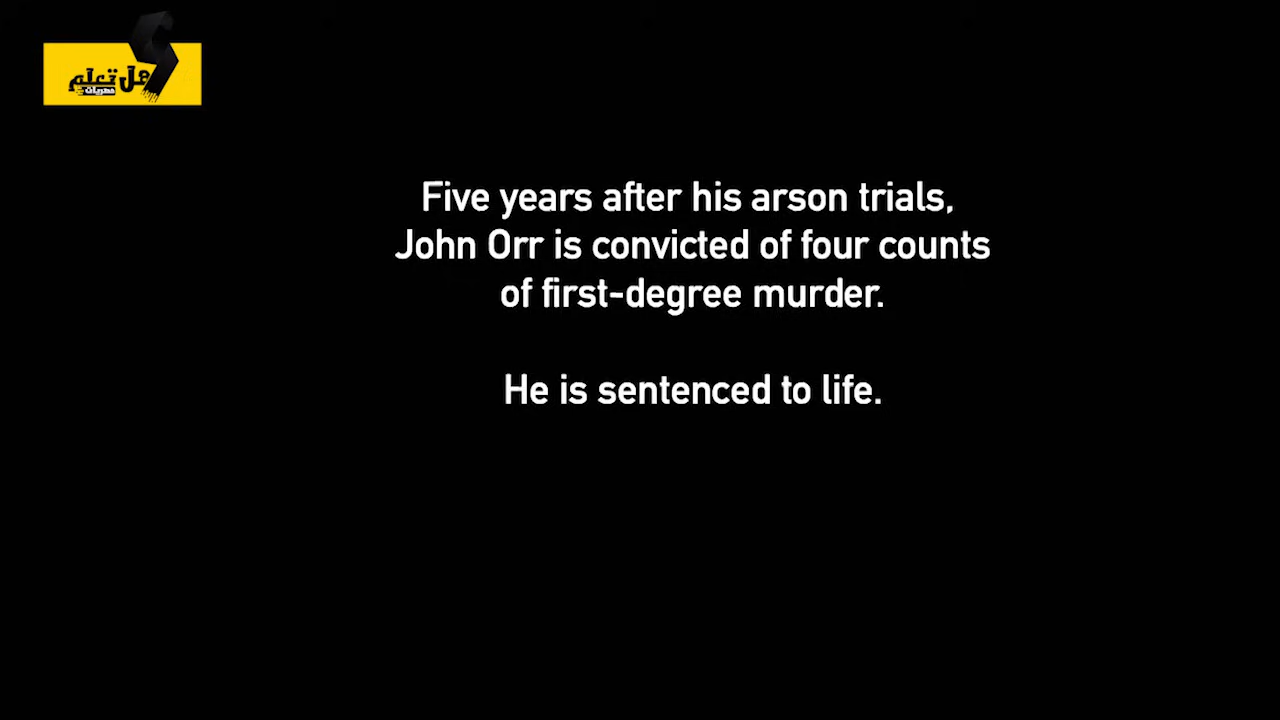 هل تعلم
Five years after his arson trials,
John Orr is convicted of four counts
of first-degree murder.
He is sentenced to life.